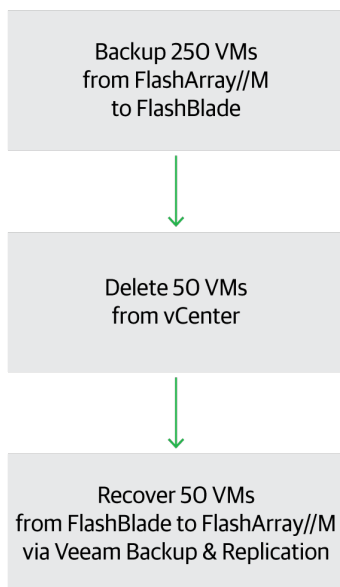 Backup 250 VMs
from FlashArray//M
to FlashBlade
Delete 50 VMs
from vCenter
Recover 50 VMs
from FlashBlade to FlashArray//M
via Veeam Backup & Replication